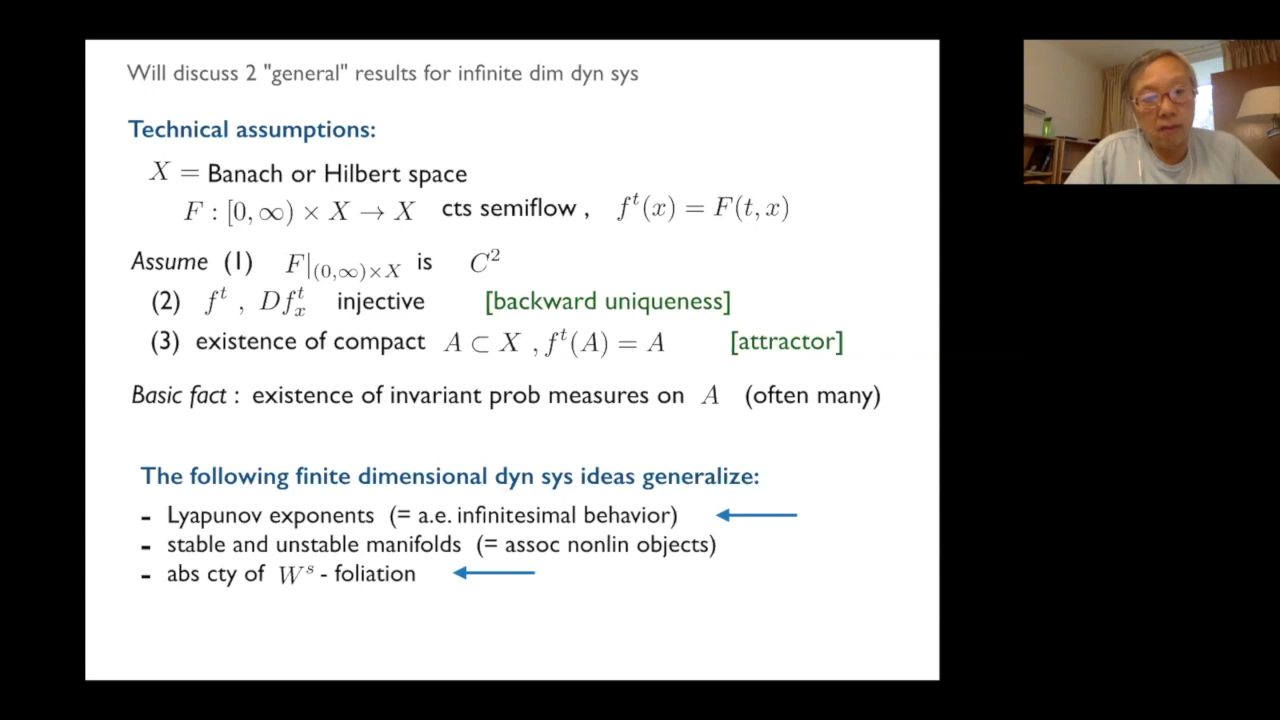 Will discuss 2 "general" results for infinite dim dyn sys
Technical assumptions:
X = Banach or Hilbert space
F : [0, ∞) × X → X cts semiflow , f^t(x) = F(t, x)
Assume (1) F|_{(0,∞)×X} is C^2
(2) f^t , Df^t_x injective [backward uniqueness]
(3) existence of compact A ⊂ X , f^t(A) = A [attractor]
Basic fact : existence of invariant prob measures on A (often many)
The following finite dimensional dyn sys ideas generalize:
- Lyapunov exponents (= a.e. infinitesimal behavior)
- stable and unstable manifolds (= assoc nonlin objects)
- abs cty of W^s - foliation